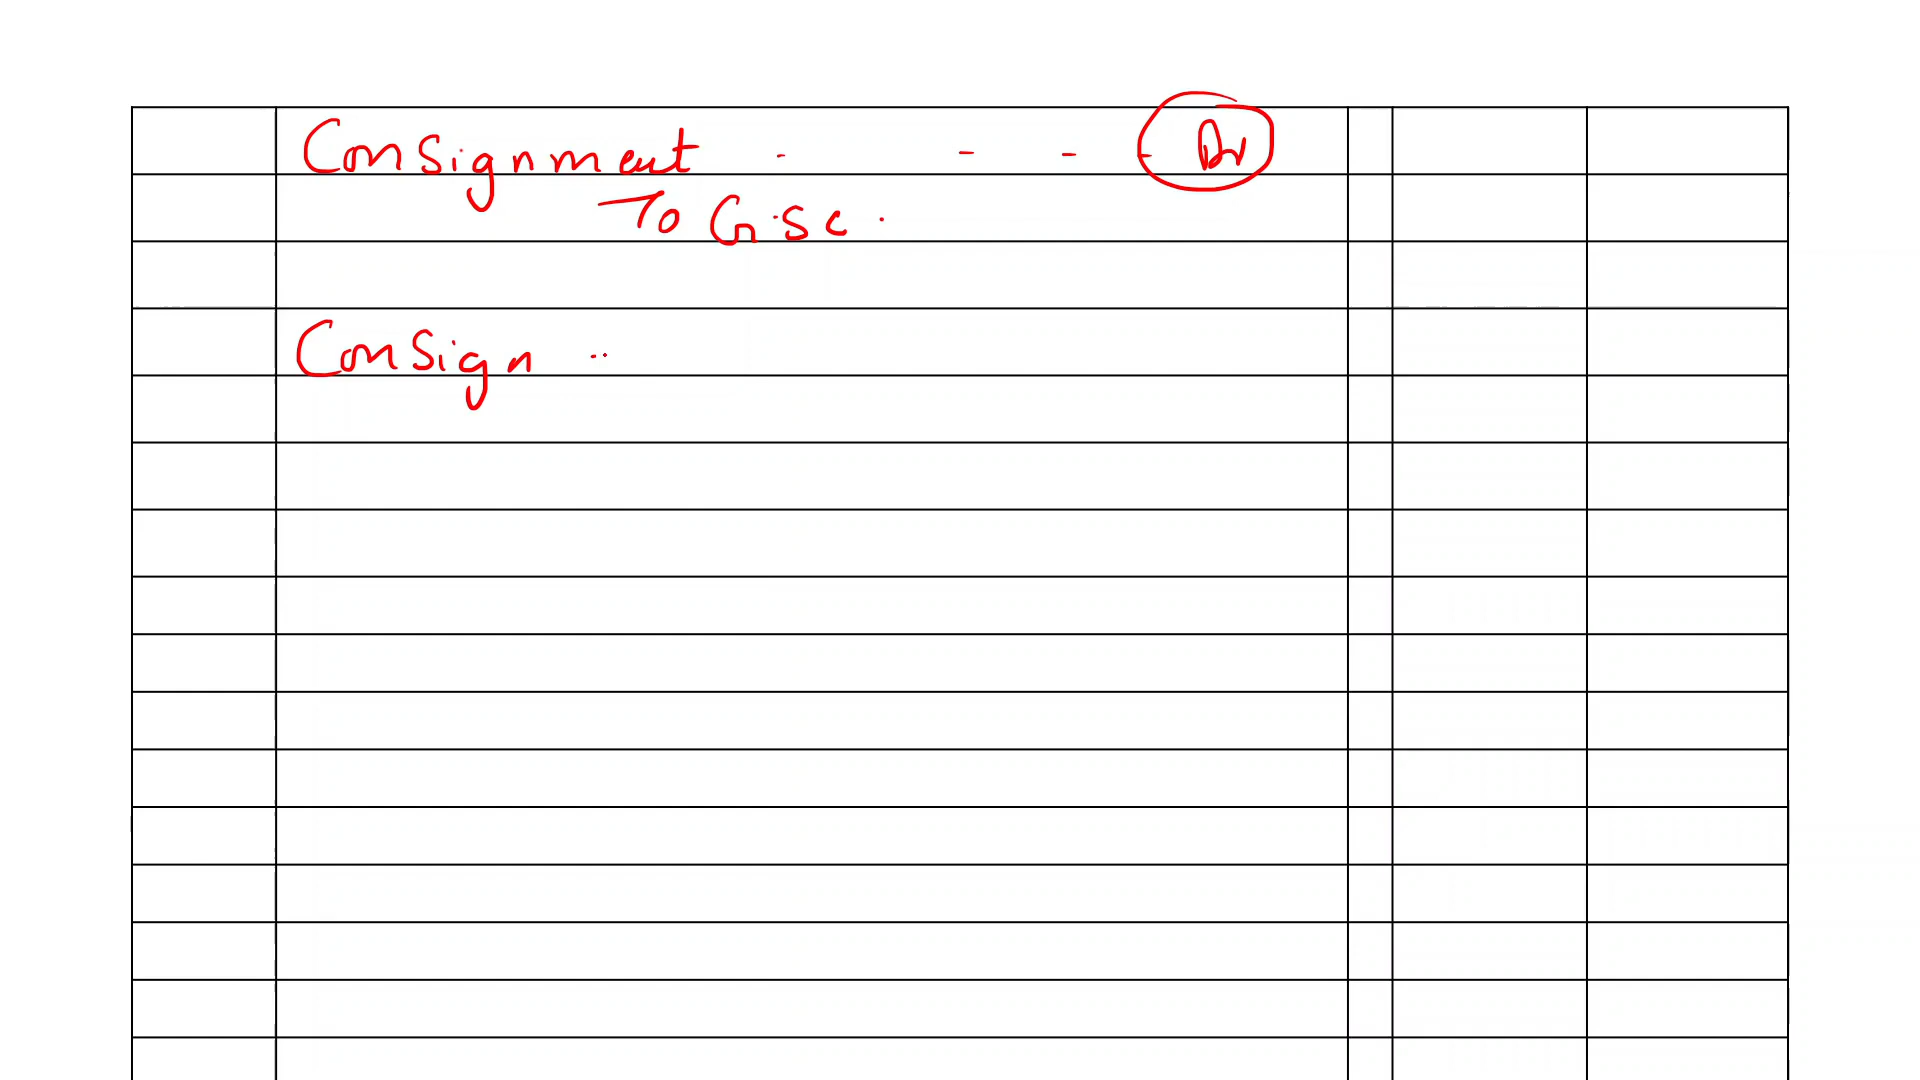 Consignment - - - - Dr
To G.S.C.
Consign --